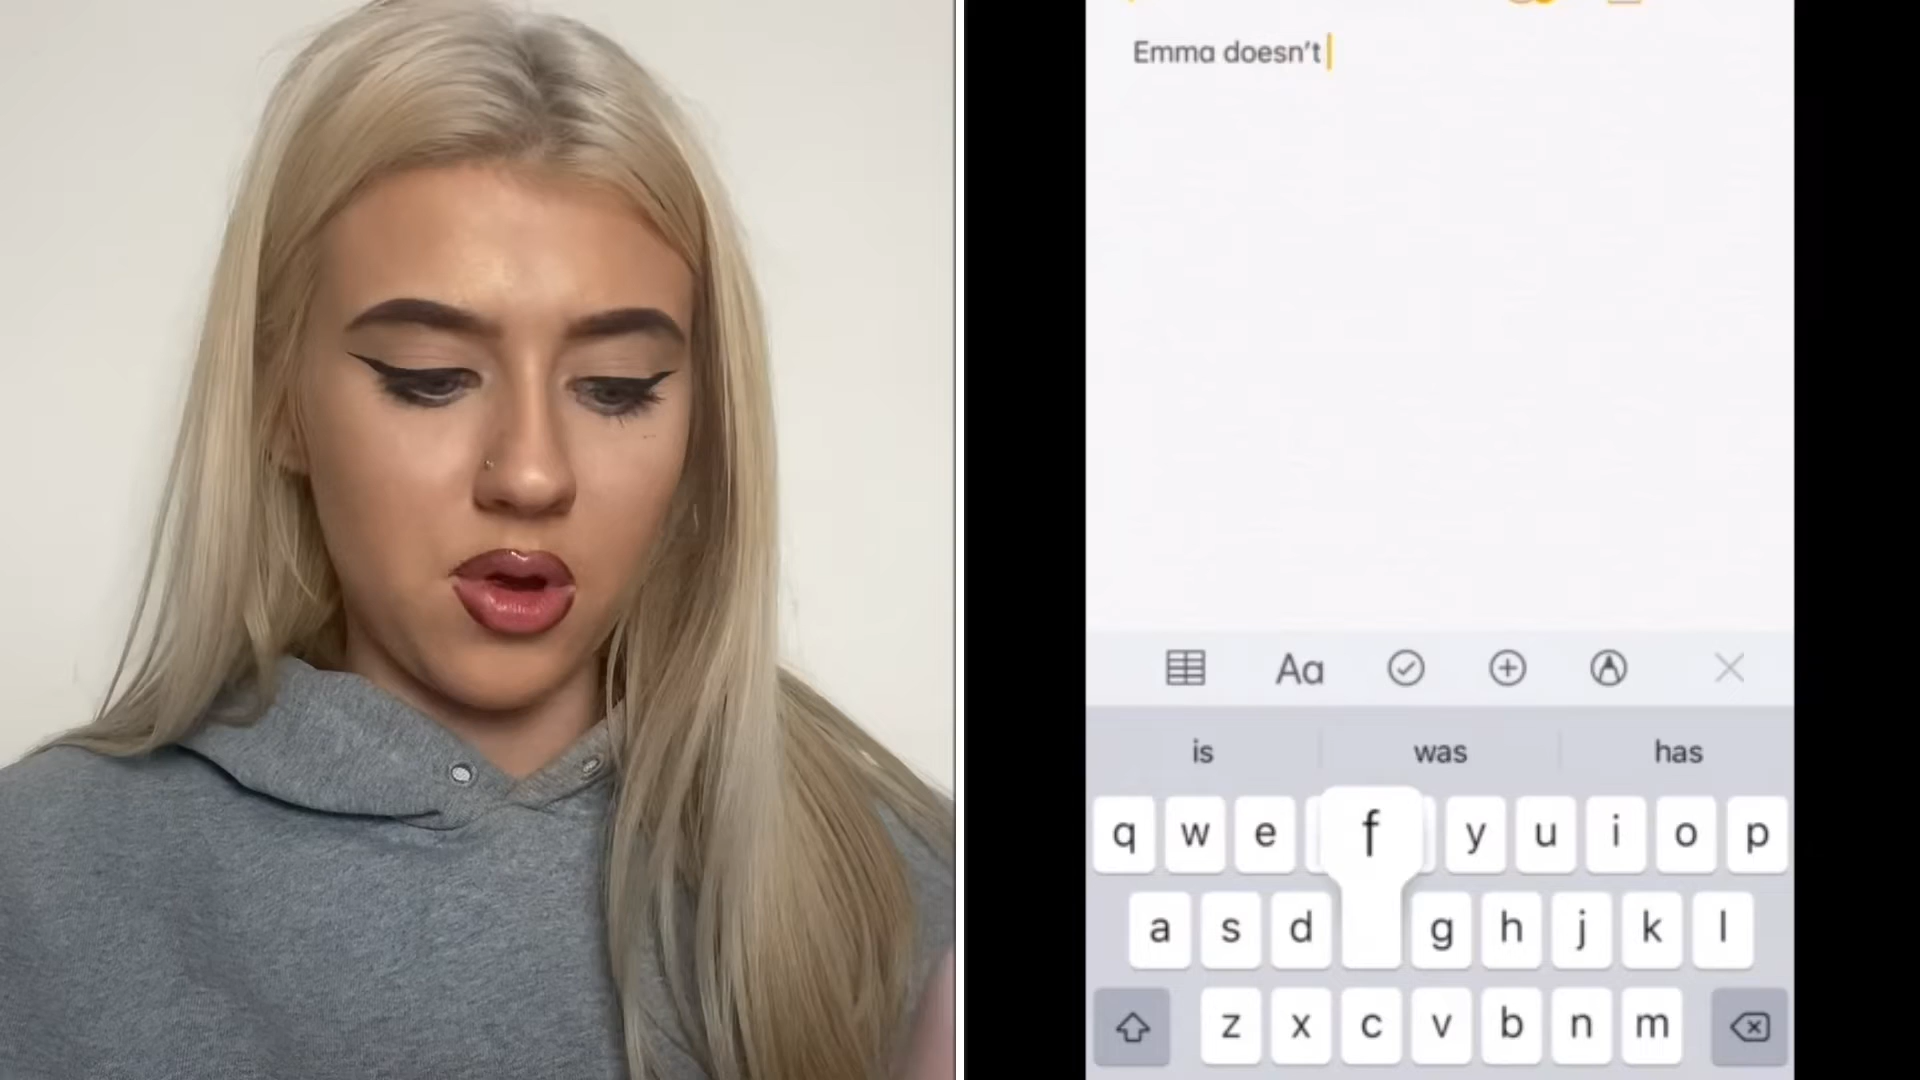 Emma doesn't
Aa
is was has
q w e f y u i o p
a s d g h j k l
z x c v b n m